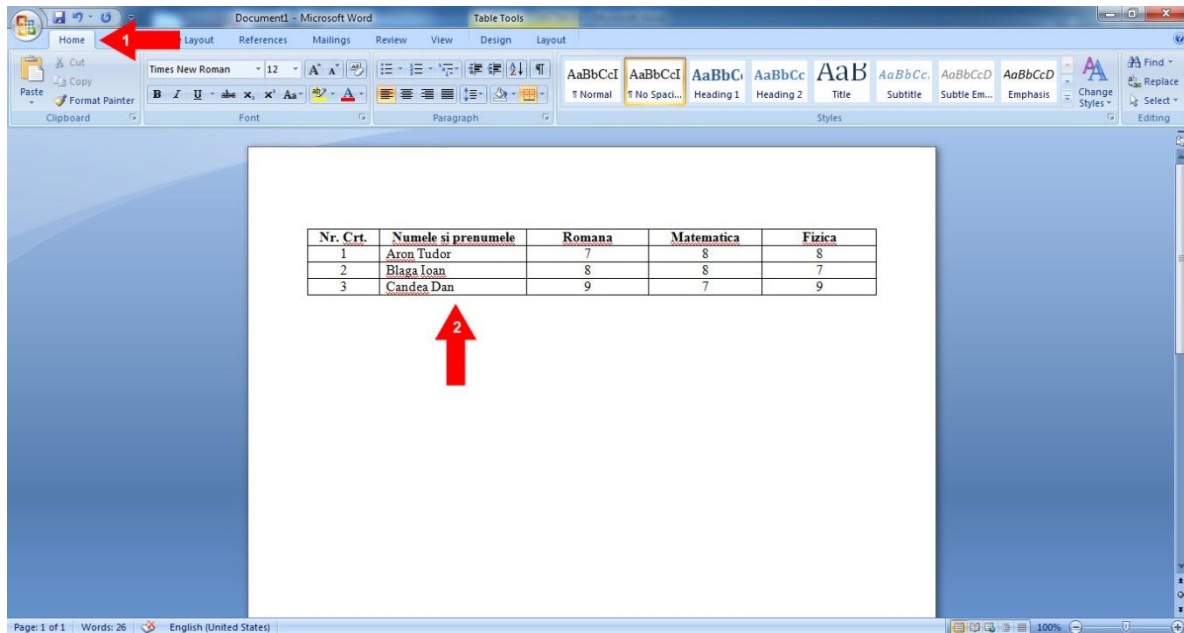 Document1 - Microsoft Word Table Tools
Home Layout References Mailings Review View Design Layout
1
Paste
Cut
Copy
Format Painter
Clipboard
Times New Roman 12 A A
B I U abc x₂ x² Aa A
Font
Paragraph
AaBbCcI AaBbCcI AaBbC AaBbCc AaB AaBbCc. AaBbCcD AaBbCcD
¶ Normal ¶ No Spaci... Heading 1 Heading 2 Title Subtitle Subtle Em... Emphasis
Change
Styles
Styles
Find
Replace
Select
Editing
Nr. Crt. Numele si prenumele Romana Matematica Fizica
1 Aron Tudor 7 8 8
2 Blaga Ioan 8 8 7
3 Candea Dan 9 7 9
2
Page: 1 of 1 Words: 26 English (United States) 100%